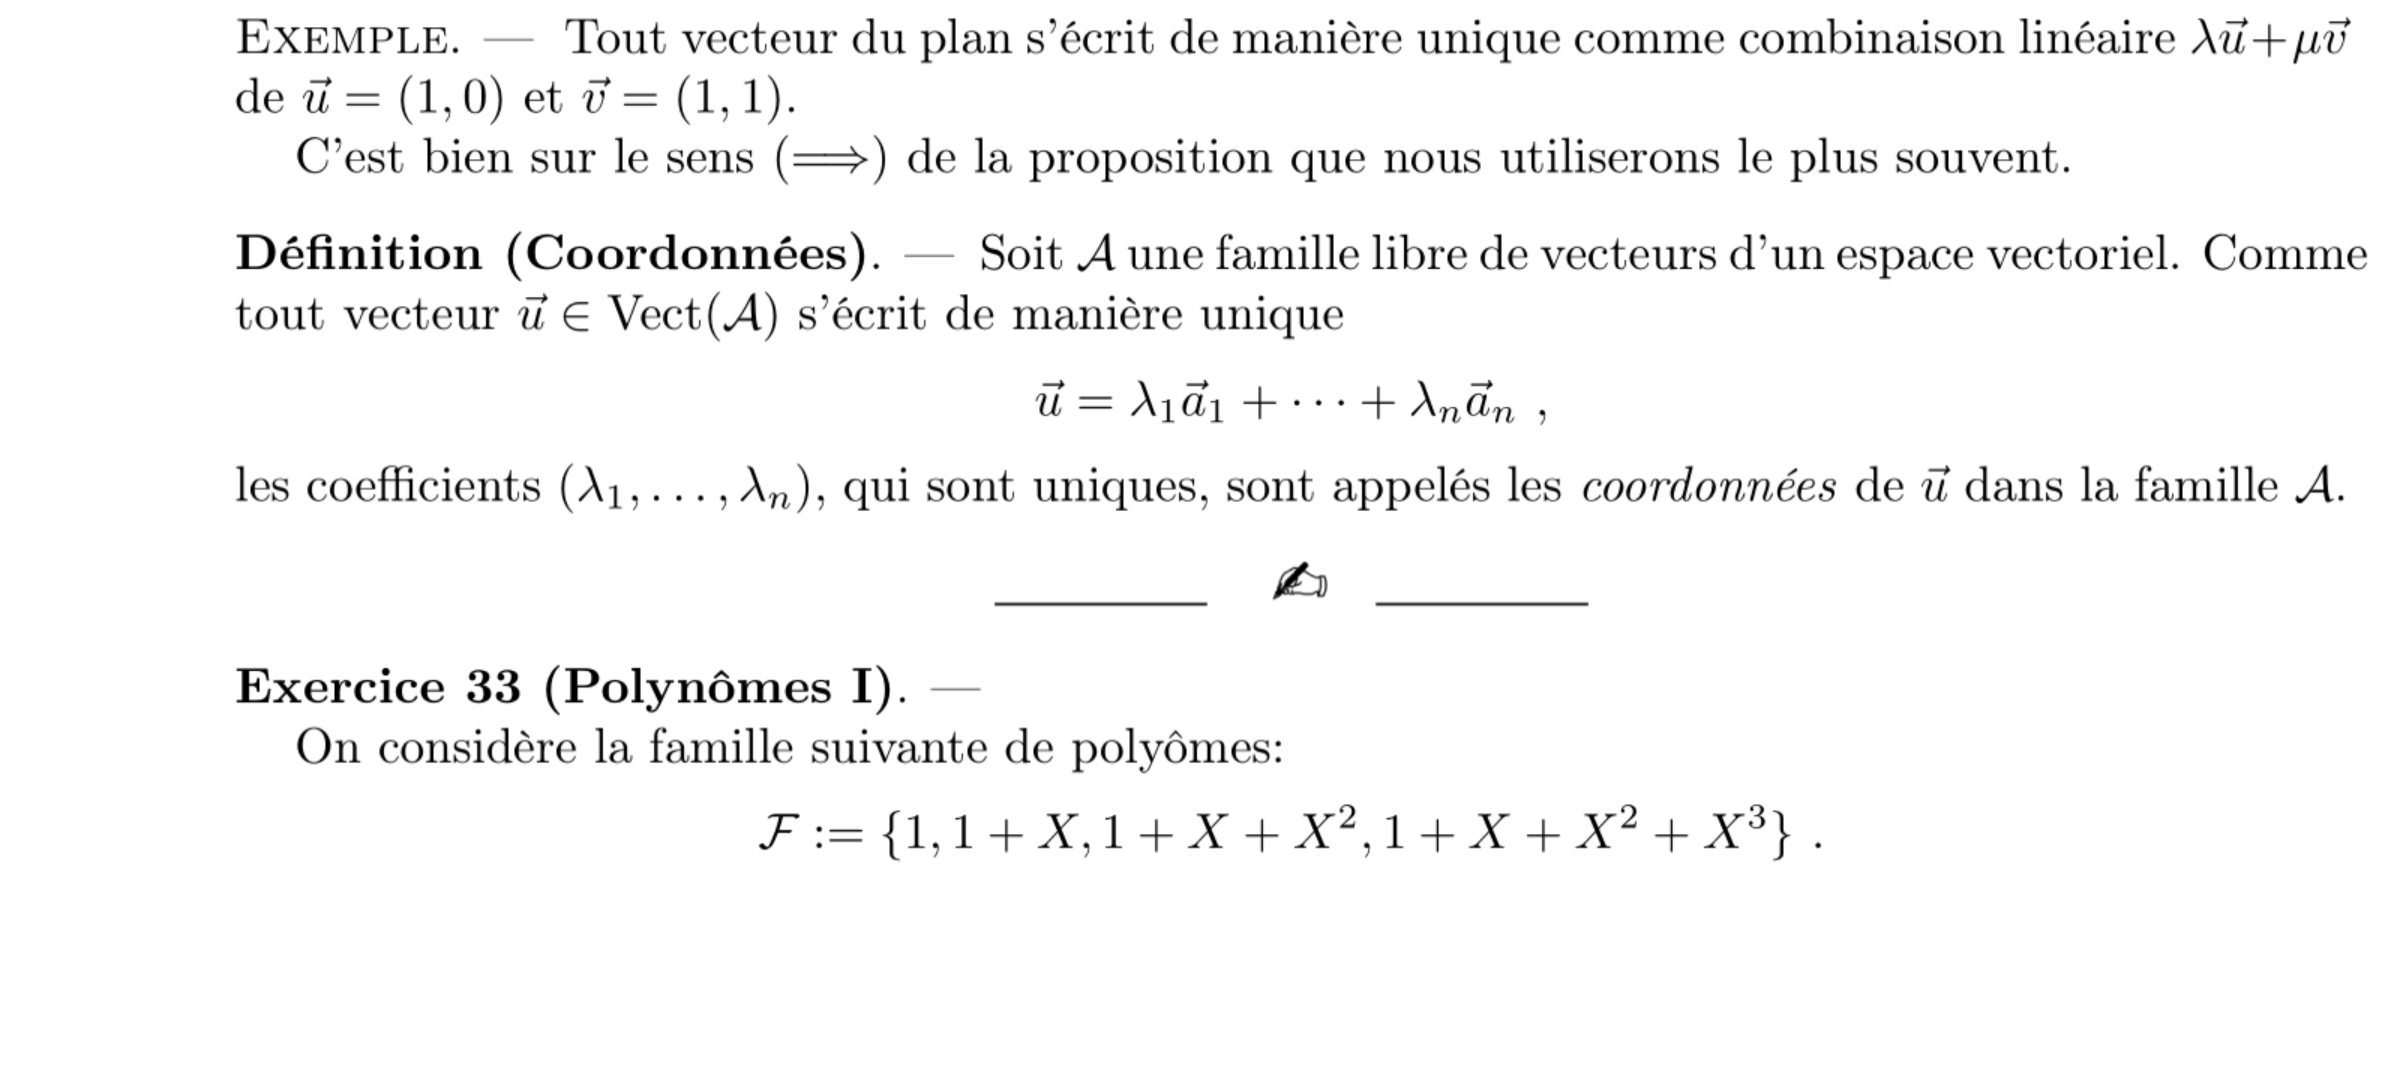 EXEMPLE. — Tout vecteur du plan s'écrit de manière unique comme combinaison linéaire λu⃗+μv⃗
de u⃗ = (1, 0) et v⃗ = (1, 1).
C'est bien sur le sens (⟹) de la proposition que nous utiliserons le plus souvent.
Définition (Coordonnées). — Soit 𝒜 une famille libre de vecteurs d'un espace vectoriel. Comme
tout vecteur u⃗ ∈ Vect(𝒜) s'écrit de manière unique
u⃗ = λ₁a⃗₁ + · · · + λₙa⃗ₙ ,
les coefficients (λ₁, . . . , λₙ), qui sont uniques, sont appelés les coordonnées de u⃗ dans la famille 𝒜.
Exercice 33 (Polynômes I). —
On considère la famille suivante de polyômes:
ℱ := {1, 1 + X, 1 + X + X², 1 + X + X² + X³} .